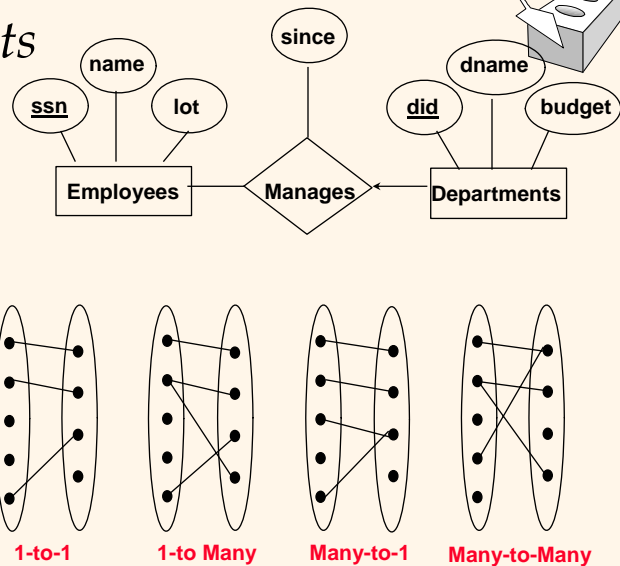 ts
since
name
dname
ssn
lot
did
budget
Employees
Manages
Departments
1-to-1
1-to Many
Many-to-1
Many-to-Many